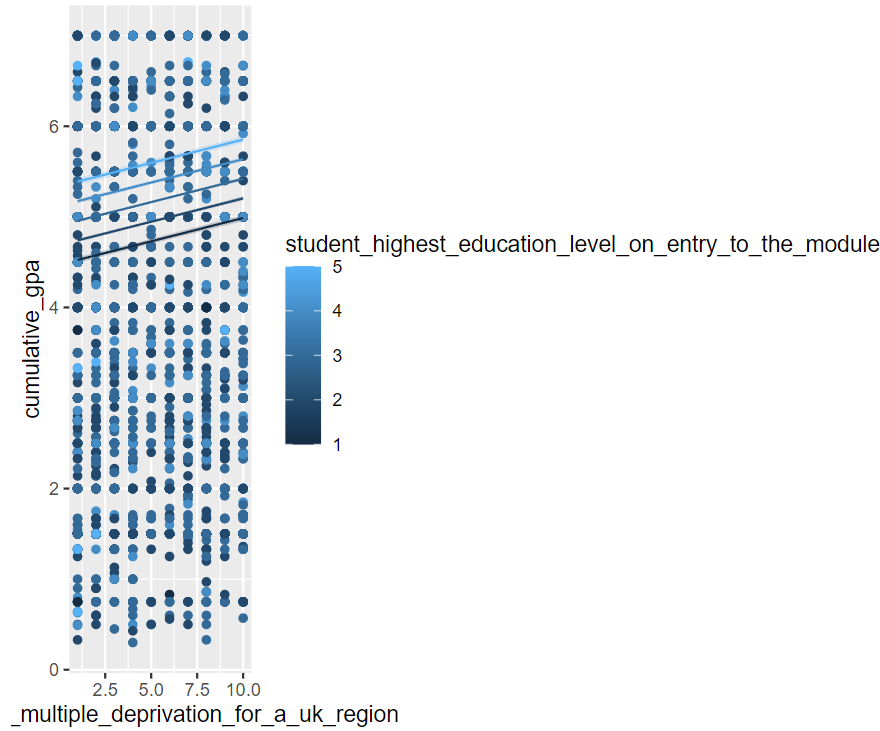 cumulative_gpa
6
4
2
0
2.5 5.0 7.5 10.0
_multiple_deprivation_for_a_uk_region
student_highest_education_level_on_entry_to_the_module
5
4
3
2
1